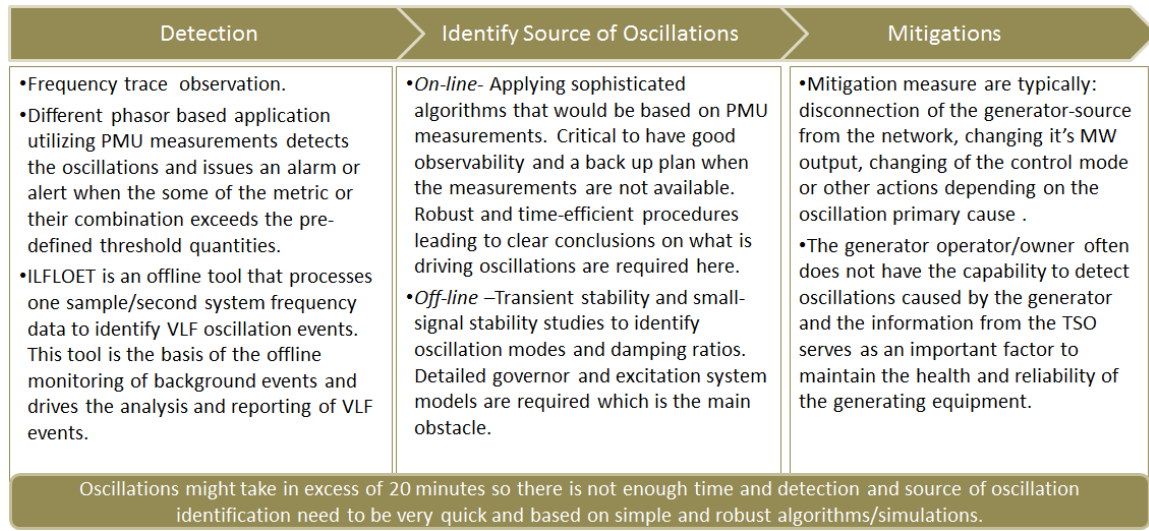 Detection
Identify Source of Oscillations
Mitigations
•Frequency trace observation.
•Different phasor based application
utilizing PMU measurements detects
the oscillations and issues an alarm or
alert when the some of the metric or
their combination exceeds the pre-
defined threshold quantities.
•ILFLOET is an offline tool that processes
one sample/second system frequency
data to identify VLF oscillation events.
This tool is the basis of the offline
monitoring of background events and
drives the analysis and reporting of VLF
events.
•On-line- Applying sophisticated
algorithms that would be based on PMU
measurements. Critical to have good
observability and a back up plan when
the measurements are not available.
Robust and time-efficient procedures
leading to clear conclusions on what is
driving oscillations are required here.
•Off-line –Transient stability and small-
signal stability studies to identify
oscillation modes and damping ratios.
Detailed governor and excitation system
models are required which is the main
obstacle.
•Mitigation measure are typically:
disconnection of the generator-source
from the network, changing it's MW
output, changing of the control mode
or other actions depending on the
oscillation primary cause .
•The generator operator/owner often
does not have the capability to detect
oscillations caused by the generator
and the information from the TSO
serves as an important factor to
maintain the health and reliability of
the generating equipment.
Oscillations might take in excess of 20 minutes so there is not enough time and detection and source of oscillation
identification need to be very quick and based on simple and robust algorithms/simulations.